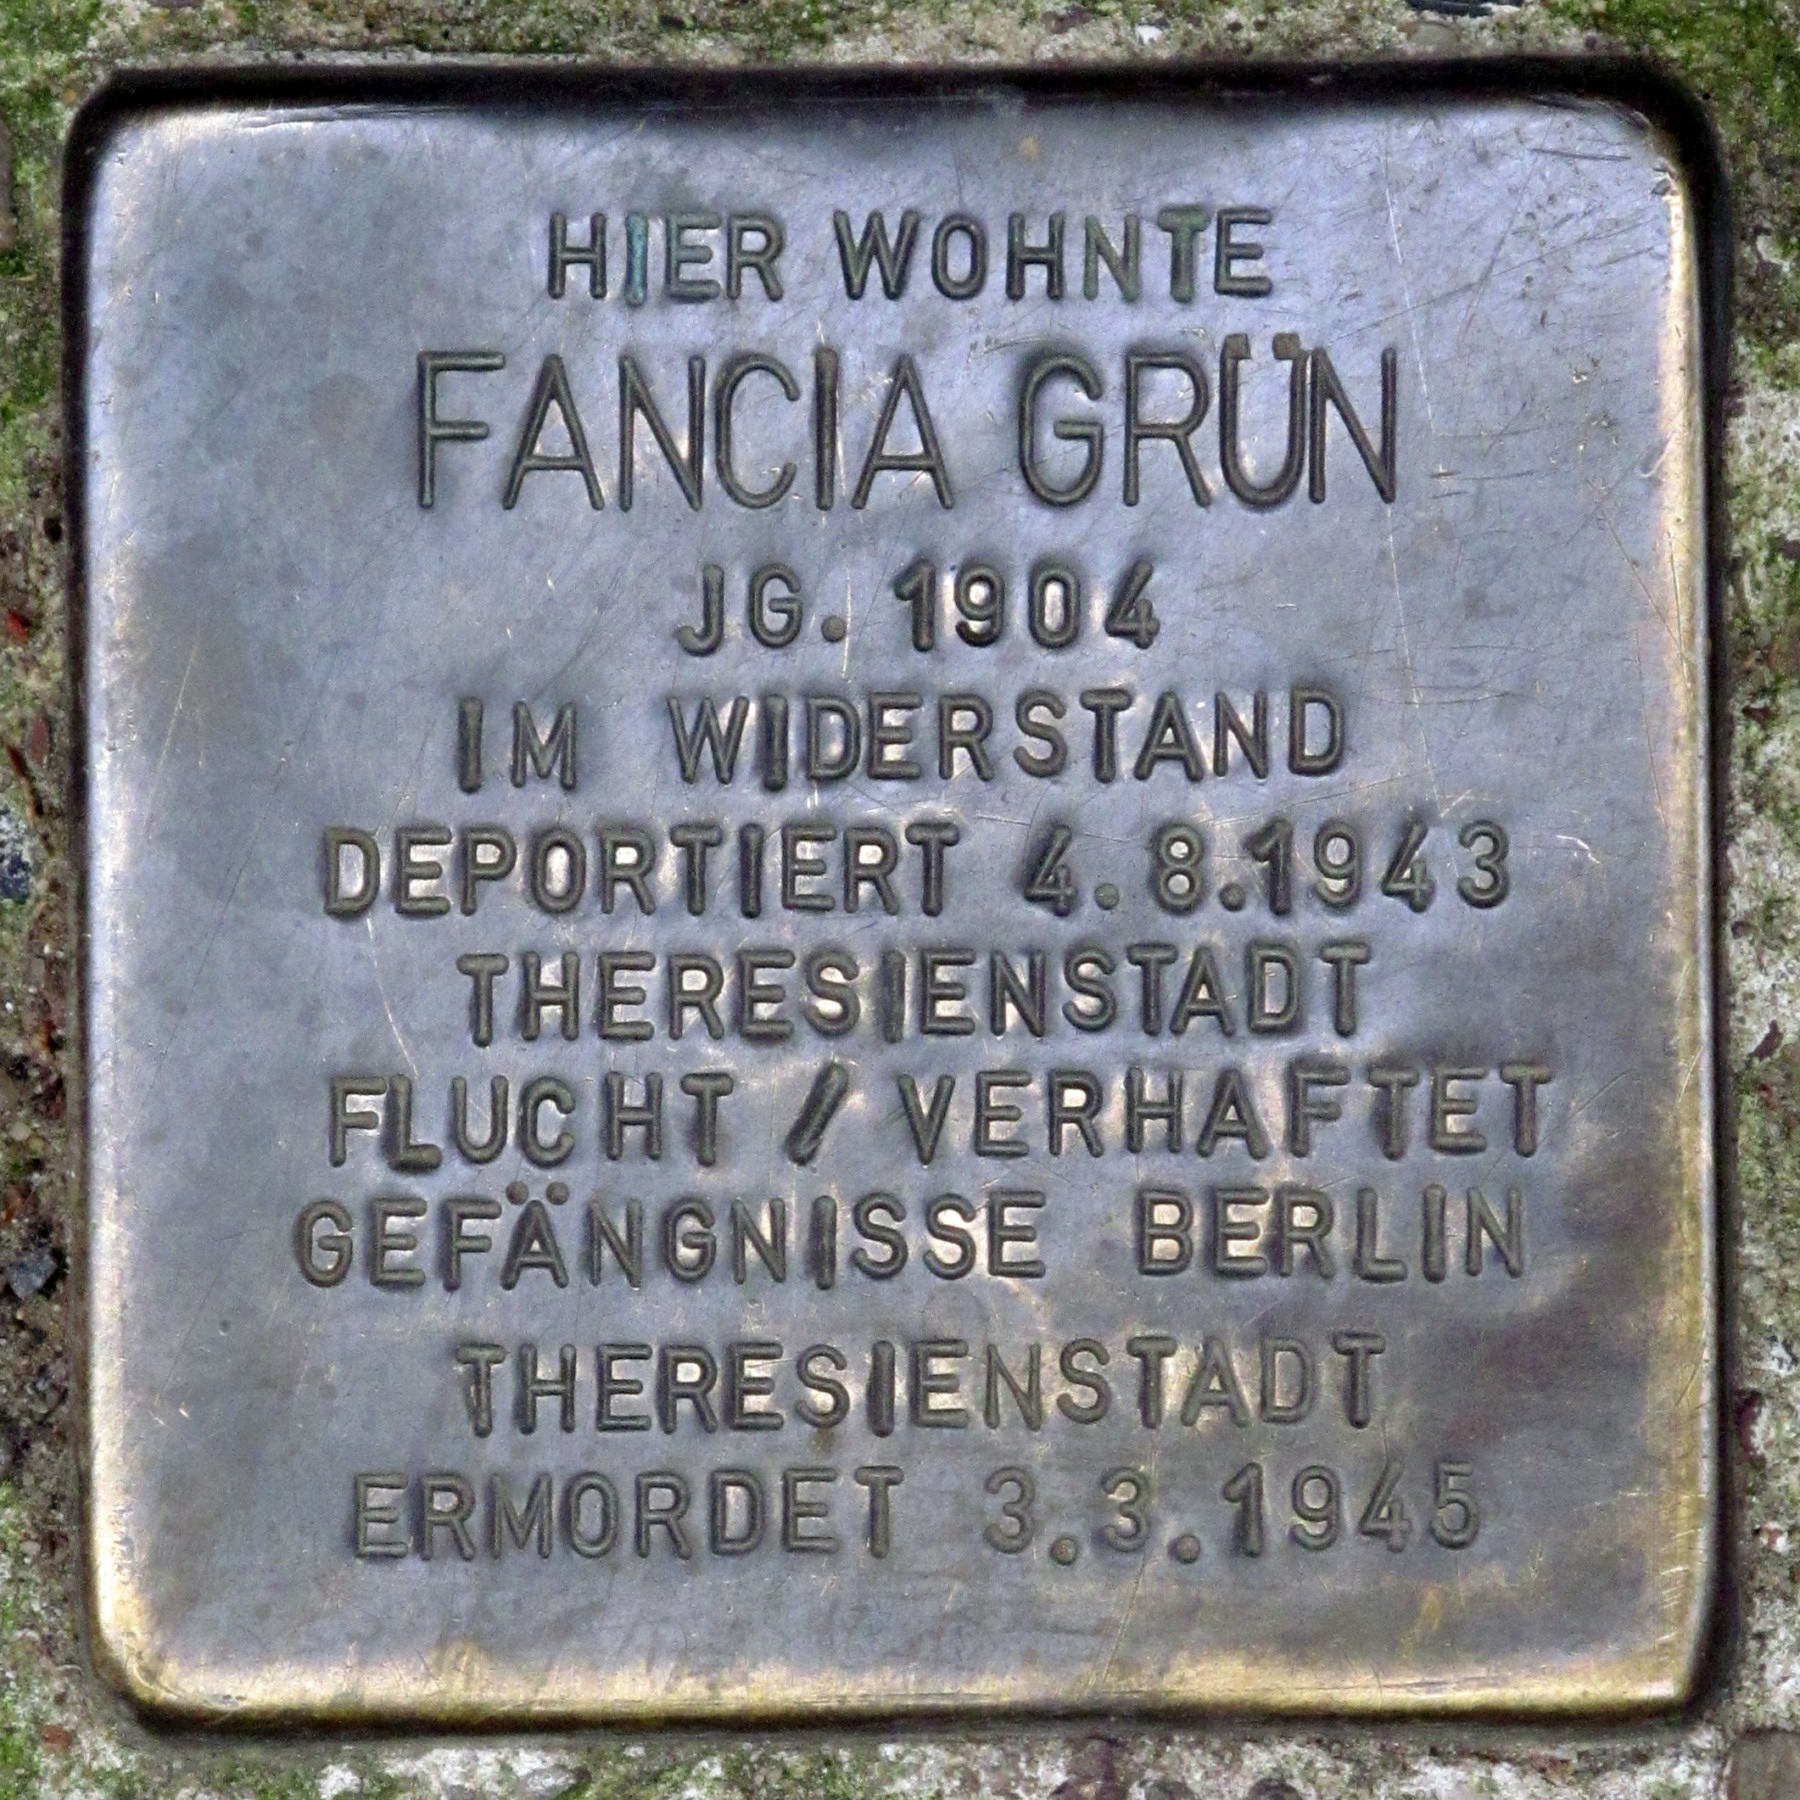 HIER WOHNTE
FANCIA GRÜN
JG. 1904
IM WIDERSTAND
DEPORTIERT 4.8.1943
THERESIENSTADT
FLUCHT / VERHAFTET
GEFÄNGNISSE BERLIN
THERESIENSTADT
ERMORDET 3.3.1945